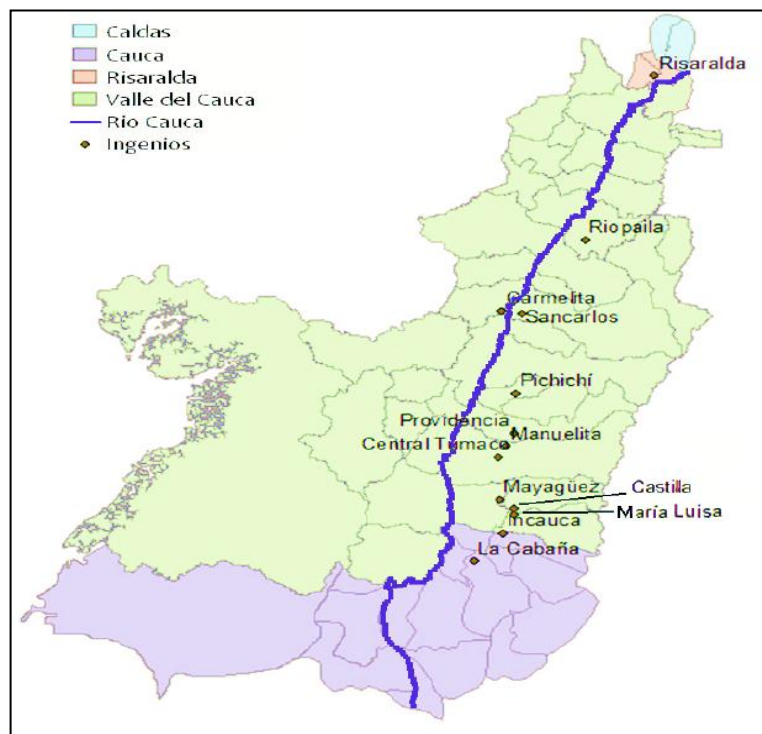 Caldas
Cauca
Risaralda
Valle del Cauca
Río Cauca
Ingenios
Risaralda
Riopaila
Carmelita
Sancarlos
Pichichí
Providencia
Manuelita
Central Tumaco
Mayagüez
Castilla
María Luisa
Incauca
La Cabaña